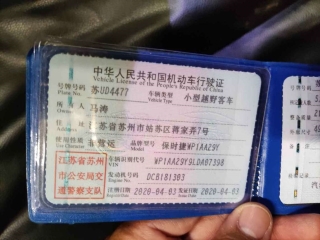 中华人民共和国机动车行驶证
Vehicle License of the People's Republic of China
号牌号码 苏UD4477 车辆类型 小型越野客车
Plate No. Vehicle Type
所有人 马涛
Owner
住址 江苏省苏州市姑苏区蒋家弄7号
Address
使用性质 非营运 品牌型号 保时捷WP1AA29Y
Use Character Model
江苏省苏州 车辆识别代号 WP1AA29Y9LDA07398
VIN
市公安局交 发动机号码 DCB181303
Engine No.
通警察支队 注册日期 2020-04-03 发证日期 2020-04-03
Register Date Issue Date